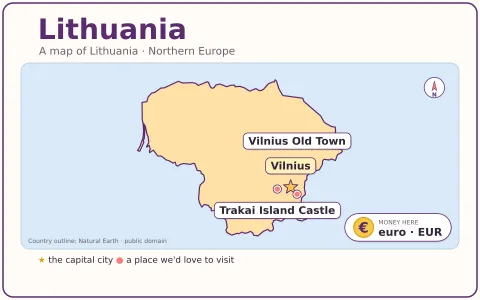 Lithuania
A map of Lithuania · Northern Europe
N
Vilnius Old Town
Vilnius
Trakai Island Castle
€
MONEY HERE
euro · EUR
Country outline: Natural Earth · public domain
★ the capital city ● a place we'd love to visit